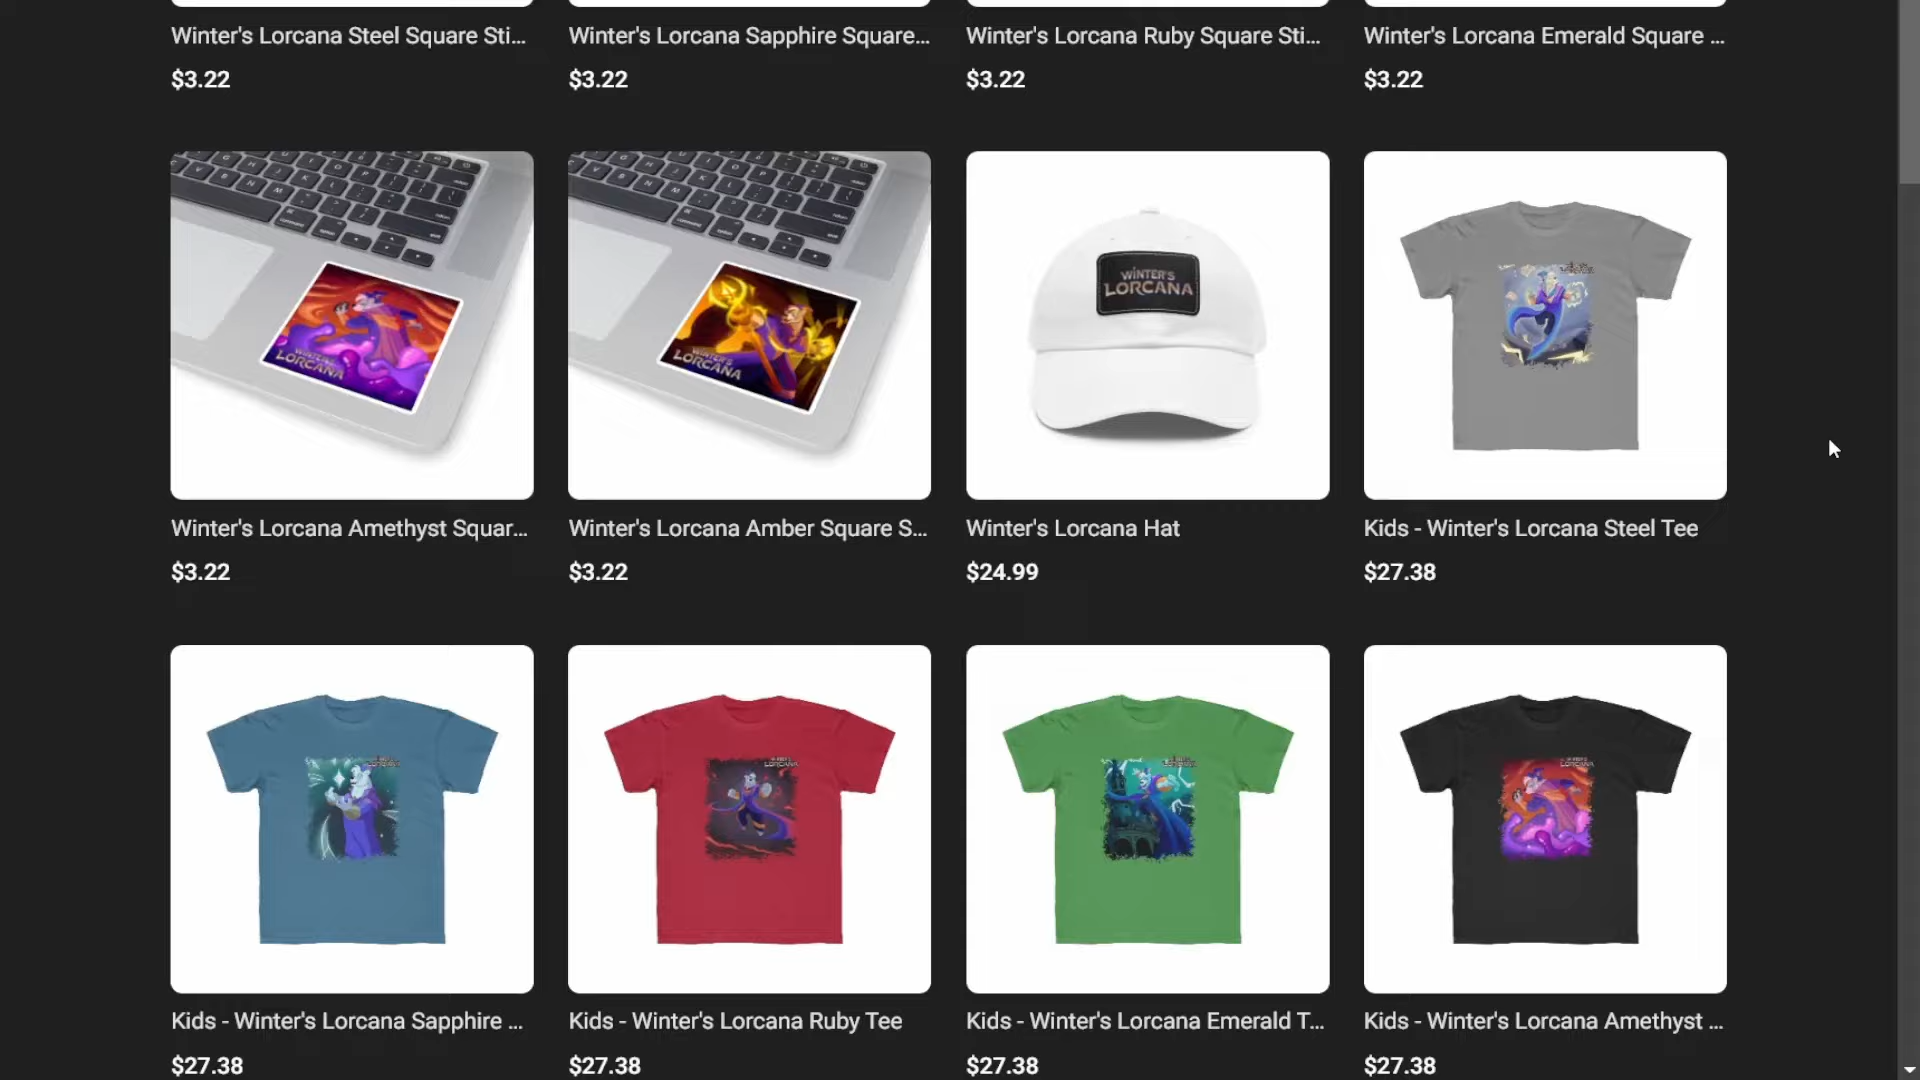 Winter's Lorcana Steel Square Sti...
Winter's Lorcana Sapphire Square...
Winter's Lorcana Ruby Square Sti...
Winter's Lorcana Emerald Square ...
$3.22
$3.22
$3.22
$3.22
WINTER'S
LORCANA
WINTER'S
LORCANA
WINTER'S
LORCANA
Winter's Lorcana Amethyst Squar...
Winter's Lorcana Amber Square S...
Winter's Lorcana Hat
Kids - Winter's Lorcana Steel Tee
$3.22
$3.22
$24.99
$27.38
LORCANA
LORCANA
LORCANA
LORCANA
Kids - Winter's Lorcana Sapphire ...
Kids - Winter's Lorcana Ruby Tee
Kids - Winter's Lorcana Emerald T...
Kids - Winter's Lorcana Amethyst ...
$27.38
$27.38
$27.38
$27.38